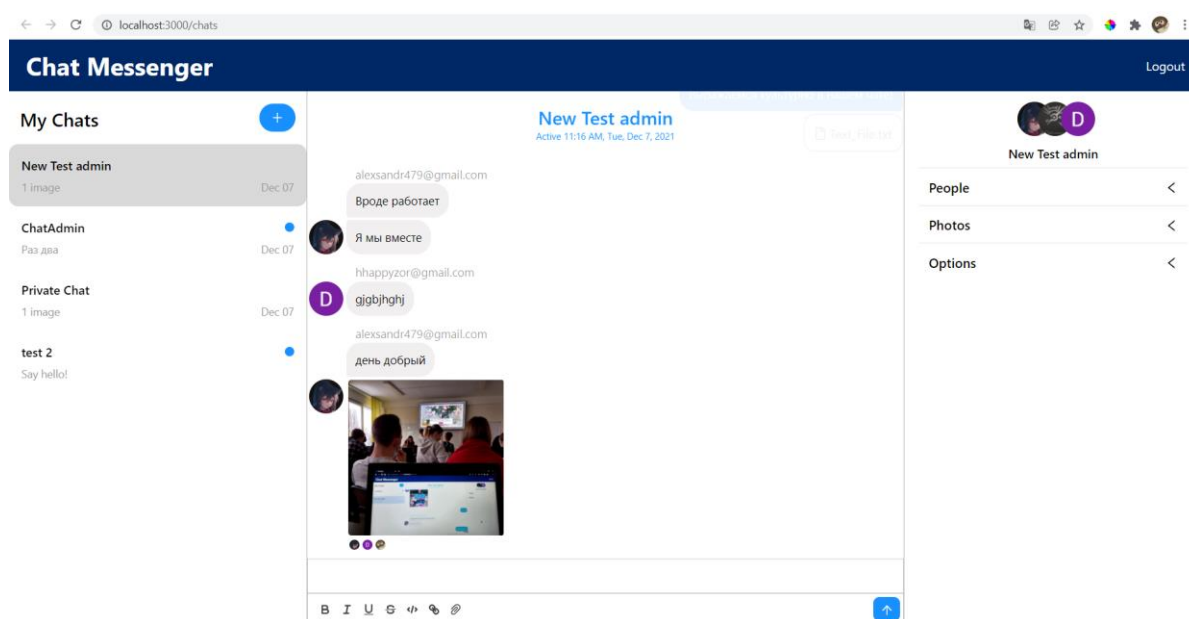 localhost:3000/chats
Chat Messenger
Logout
My Chats
+
New Test admin
1 image
Dec 07
ChatAdmin
Раз два
Dec 07
Private Chat
1 image
Dec 07
test 2
Say hello!
New Test admin
Active 11:16 AM, Tue, Dec 7, 2021
Test_File.txt
alexsandr479@gmail.com
Вроде работает
Я мы вместе
hhappyzor@gmail.com
D
gjgbjhghj
alexsandr479@gmail.com
день добрый
B I U S </>
D
New Test admin
People
Photos
Options